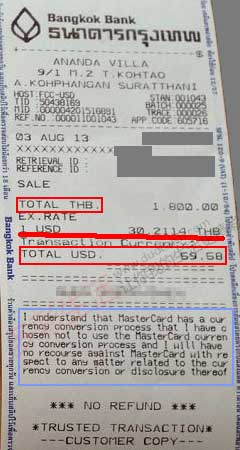 Bangkok Bank
ธนาคารกรุงเทพ
ANANDA VILLA
9/1 M.2 T.KOHTAO
A.KOHPHANGAN SURATTHANI
HOST:FCC-USD STAN 001043
TID :50438169 BATCH:000025
MID :000004201516091 TRACE :000026
REF.NO.:000011001043 APP.CODE 605716
03 AUG 13
XXXX
RETRIEVAL ID :
REFERENCE ID :
SALE
TOTAL THB. 1,800.00
EX.RATE
1 USD 30.2114 THB
Transaction Currency
TOTAL USD. 59.58
I understand that MasterCard has a cur
rency conversion process that I have c
hosen not to use the MasterCard curren
cy conversion process and I will have
no recourse against MasterCard with re
spect to any matter related to the cur
rency conversion or disclosure thereof
*** NO REFUND ***
*TRUSTED TRANSACTION*
---CUSTOMER COPY---
Bangkok Bank